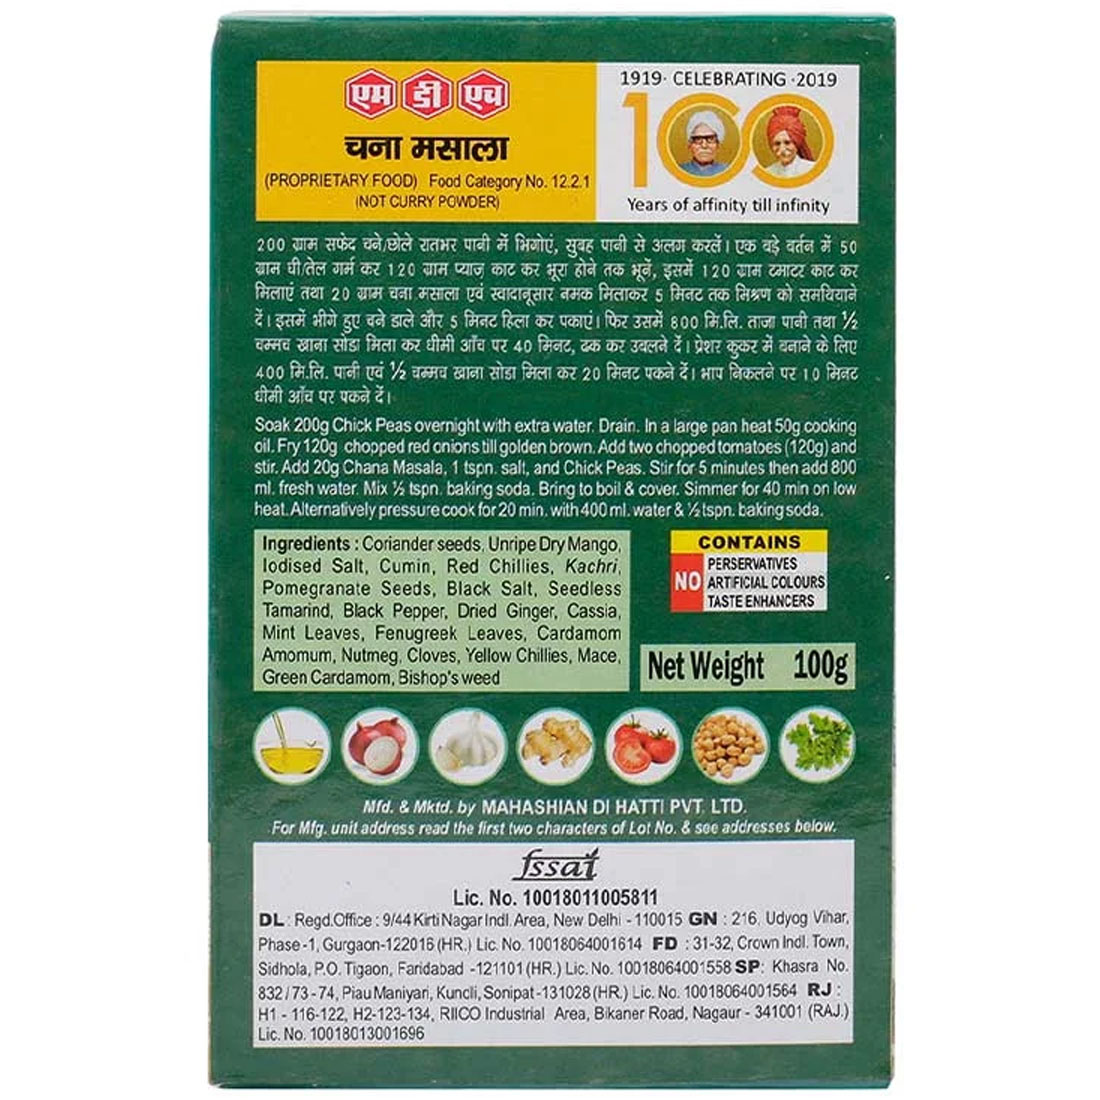 एम डी एच
चना मसाला
(PROPRIETARY FOOD) Food Category No. 12.2.1
(NOT CURRY POWDER)
1919· CELEBRATING ·2019
100
Years of affinity till infinity
200 ग्राम सफेद चने/छोले रातभर पानी में भिगोएं, सुबह पानी से अलग करलें। एक बड़े बर्तन में 50
ग्राम घी/तेल गर्म कर 120 ग्राम प्याज़ काट कर भूरा होने तक भूनें, इसमें 120 ग्राम टमाटर काट कर
मिलाएं तथा 20 ग्राम चना मसाला एवं स्वादानुसार नमक मिलाकर 5 मिनट तक मिश्रण को समथियाने
दें। इसमें भीगे हुए चने डाले और 5 मिनट हिला कर पकाएं। फिर उसमें 800 मि.लि. ताजा पानी तथा ½
चम्मच खाना सोडा मिला कर धीमी आँच पर 40 मिनट, ढक कर उबलने दें। प्रेशर कुकर में बनाने के लिए
400 मि.लि. पानी एवं ½ चम्मच खाना सोडा मिला कर 20 मिनट पकने दें। भाप निकलने पर 10 मिनट
धीमी आँच पर पकने दें।
Soak 200g Chick Peas overnight with extra water. Drain. In a large pan heat 50g cooking
oil. Fry 120g chopped red onions till golden brown. Add two chopped tomatoes (120g) and
stir. Add 20g Chana Masala, 1 tspn. salt, and Chick Peas. Stir for 5 minutes then add 800
ml. fresh water. Mix ½ tspn. baking soda. Bring to boil & cover. Simmer for 40 min on low
heat. Alternatively pressure cook for 20 min. with 400 ml. water & ½ tspn. baking soda.
Ingredients : Coriander seeds, Unripe Dry Mango,
Iodised Salt, Cumin, Red Chillies, Kachri,
Pomegranate Seeds, Black Salt, Seedless
Tamarind, Black Pepper, Dried Ginger, Cassia,
Mint Leaves, Fenugreek Leaves, Cardamom
Amomum, Nutmeg, Cloves, Yellow Chillies, Mace,
Green Cardamom, Bishop's weed
CONTAINS
NO
PERSERVATIVES
ARTIFICIAL COLOURS
TASTE ENHANCERS
Net Weight 100g
Mfd. & Mktd. by MAHASHIAN DI HATTI PVT. LTD.
For Mfg. unit address read the first two characters of Lot No. & see addresses below.
fssai
Lic. No. 10018011005811
DL : Regd.Office : 9/44 Kirti Nagar Indl. Area, New Delhi - 110015 GN : 216, Udyog Vihar,
Phase -1, Gurgaon-122016 (HR.) Lic. No. 10018064001614 FD : 31-32, Crown Indl. Town,
Sidhola, P.O. Tigaon, Faridabad -121101 (HR.) Lic. No. 10018064001558 SP: Khasra No.
832 / 73 - 74, Piau Maniyari, Kundli, Sonipat -131028 (HR.) Lic. No. 10018064001564 RJ :
H1 - 116-122, H2-123-134, RIICO Industrial Area, Bikaner Road, Nagaur - 341001 (RAJ.)
Lic. No. 10018013001696